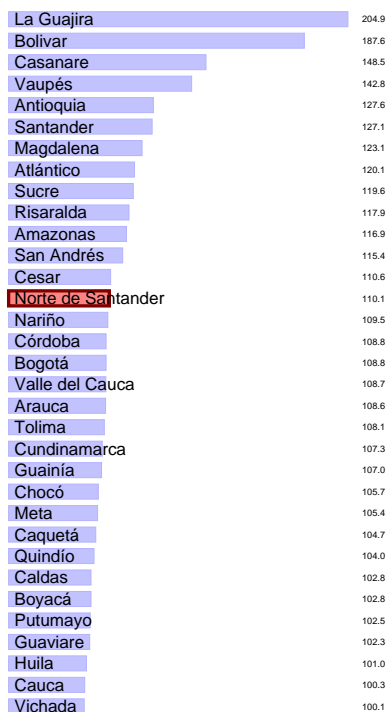 La Guajira 204.9
Bolivar 187.6
Casanare 148.5
Vaupés 142.8
Antioquia 127.6
Santander 127.1
Magdalena 123.1
Atlántico 120.1
Sucre 119.6
Risaralda 117.9
Amazonas 116.9
San Andrés 115.4
Cesar 110.6
Norte de Santander 110.1
Nariño 109.5
Córdoba 108.8
Bogotá 108.8
Valle del Cauca 108.7
Arauca 108.6
Tolima 108.1
Cundinamarca 107.3
Guainía 107.0
Chocó 105.7
Meta 105.4
Caquetá 104.7
Quindío 104.0
Caldas 102.8
Boyacá 102.8
Putumayo 102.5
Guaviare 102.3
Huila 101.0
Cauca 100.3
Vichada 100.1